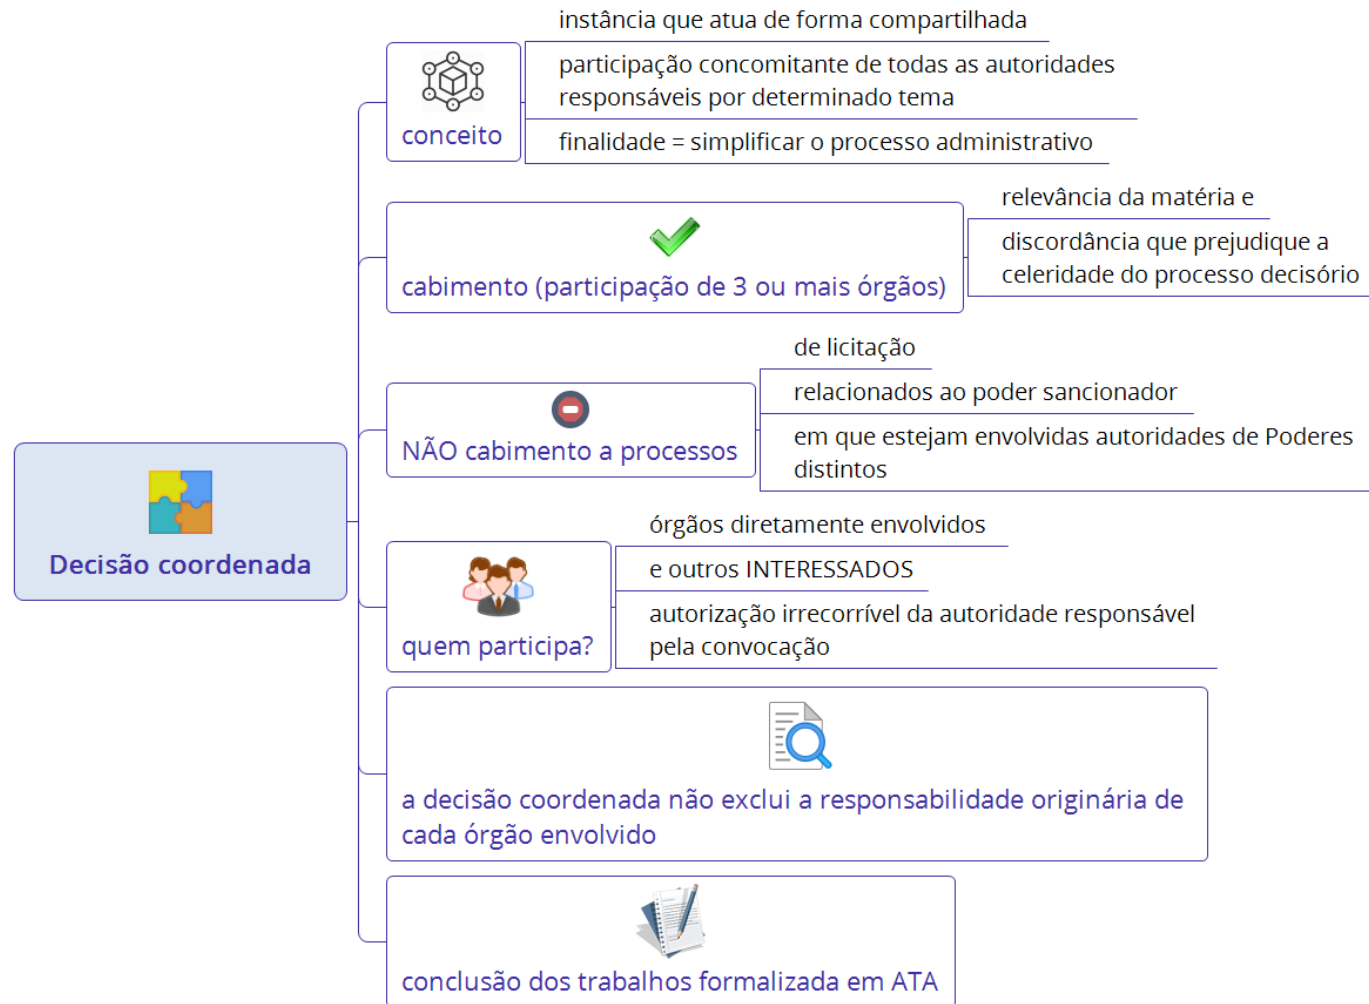 instância que atua de forma compartilhada
participação concomitante de todas as autoridades
responsáveis por determinado tema
conceito
finalidade = simplificar o processo administrativo
relevância da matéria e
discordância que prejudique a
celeridade do processo decisório
cabimento (participação de 3 ou mais órgãos)
de licitação
relacionados ao poder sancionador
NÃO cabimento a processos
em que estejam envolvidas autoridades de Poderes
distintos
Decisão coordenada
órgãos diretamente envolvidos
e outros INTERESSADOS
autorização irrecorrível da autoridade responsável
pela convocação
quem participa?
a decisão coordenada não exclui a responsabilidade originária de
cada órgão envolvido
conclusão dos trabalhos formalizada em ATA